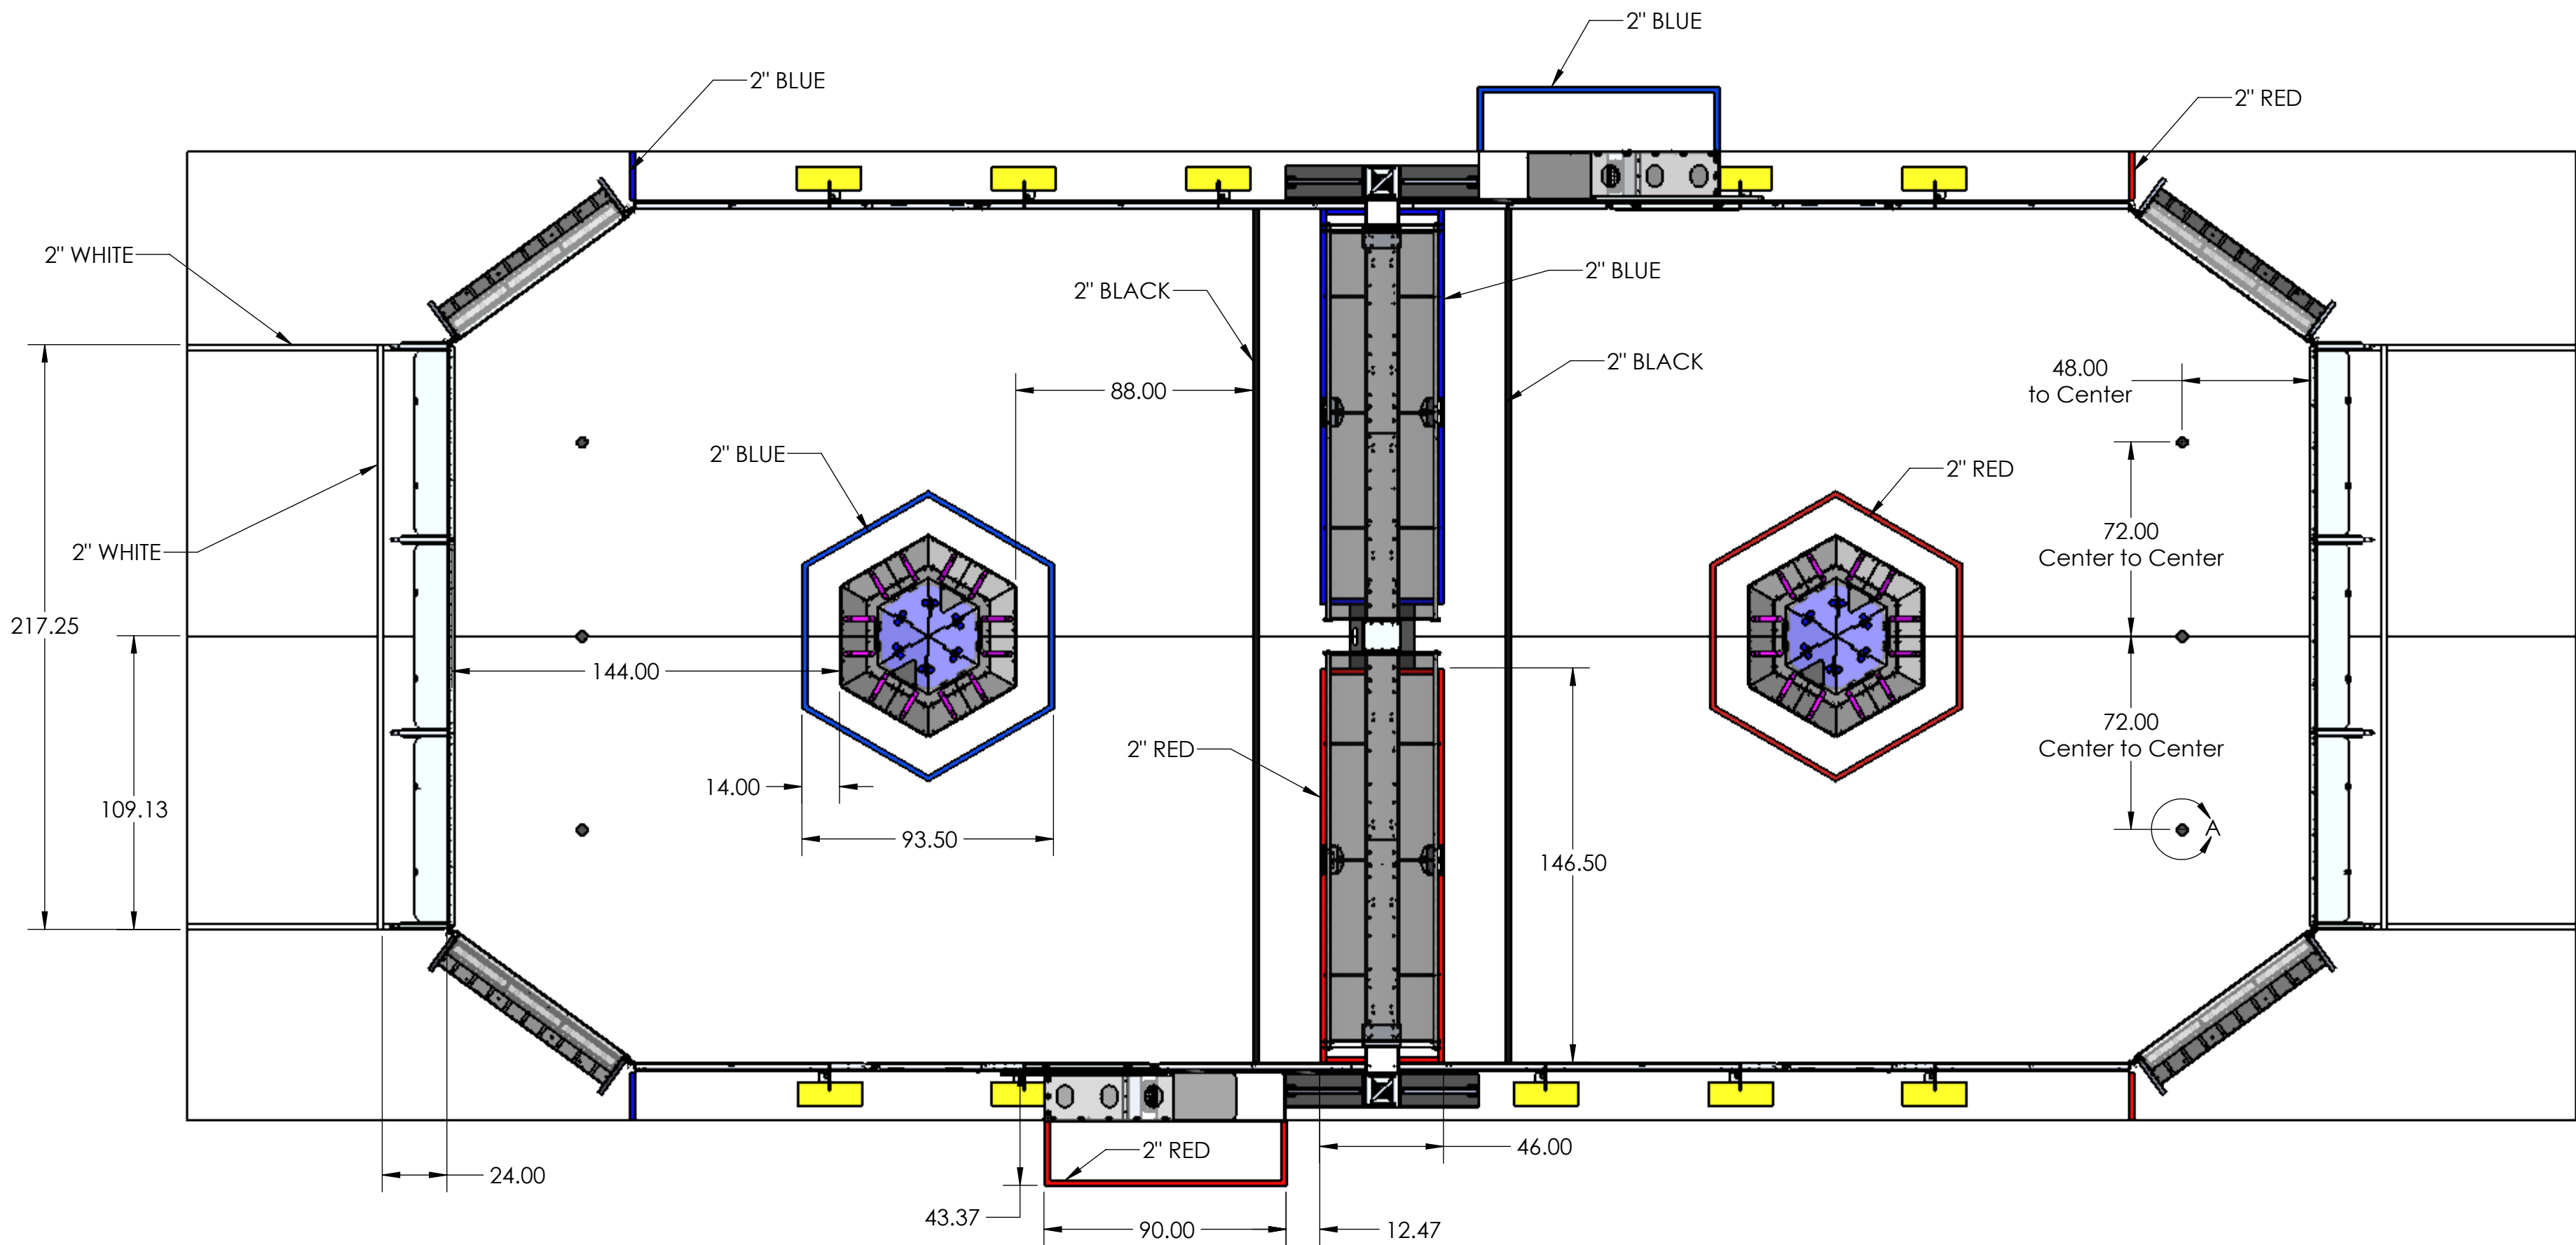 2" BLUE
2" BLUE
2" RED
2" WHITE
2" BLUE
2" BLACK
2" BLACK
48.00
to Center
88.00
2" BLUE
2" RED
72.00
Center to Center
2" WHITE
217.25
144.00
72.00
Center to Center
2" RED
14.00
109.13
A
93.50
146.50
46.00
2" RED
24.00
43.37
90.00
12.47